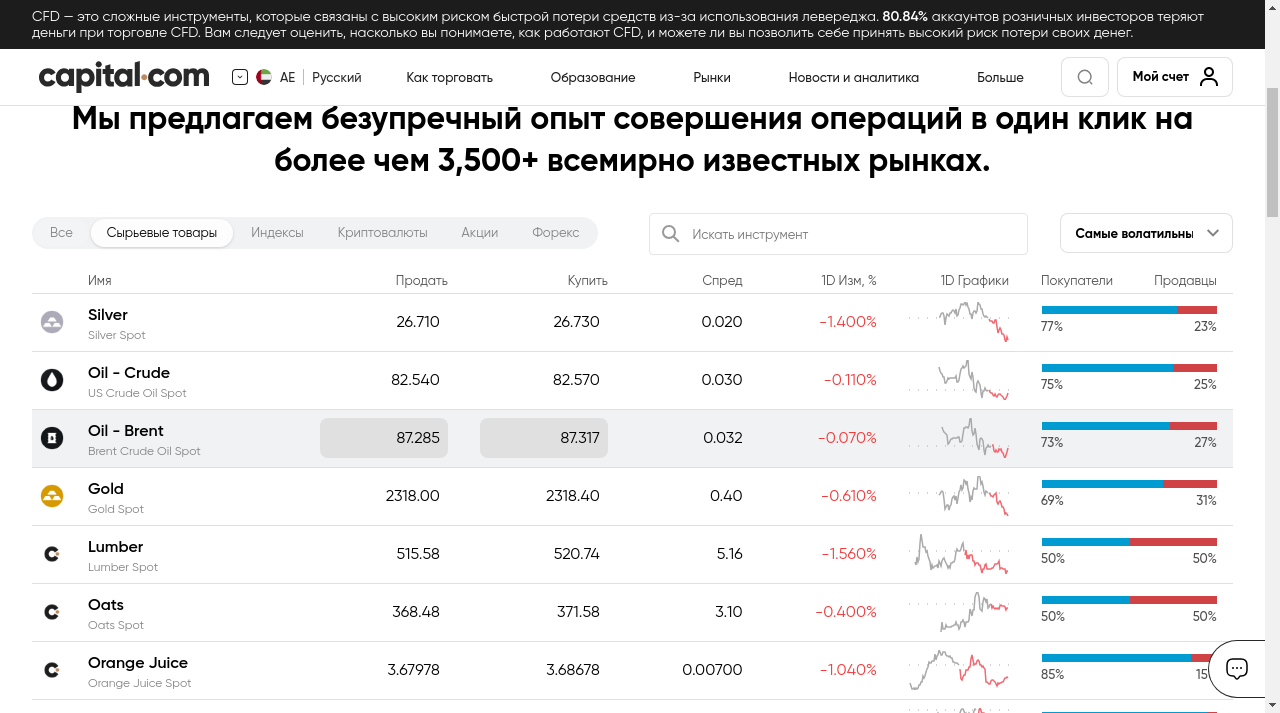 CFD — это сложные инструменты, которые связаны с высоким риском быстрой потери средств из-за использования левереджа. 80.84% аккаунтов розничных инвесторов теряют
деньги при торговле CFD. Вам следует оценить, насколько вы понимаете, как работают CFD, и можете ли вы позволить себе принять высокий риск потери своих денег.
capital.com AE Русский Как торговать Образование Рынки Новости и аналитика Больше Мой счет
Мы предлагаем безупречный опыт совершения операций в один клик на
более чем 3,500+ всемирно известных рынках.
Все Сырьевые товары Индексы Криптовалюты Акции Форекс Искать инструмент Самые волатильны
Имя Продать Купить Спред 1D Изм, % 1D Графики Покупатели Продавцы
Silver 26.710 26.730 0.020 -1.400%
Silver Spot 77% 23%
Oil - Crude 82.540 82.570 0.030 -0.110%
US Crude Oil Spot 75% 25%
Oil - Brent 87.285 87.317 0.032 -0.070%
Brent Crude Oil Spot 73% 27%
Gold 2318.00 2318.40 0.40 -0.610%
Gold Spot 69% 31%
Lumber 515.58 520.74 5.16 -1.560%
Lumber Spot 50% 50%
Oats 368.48 371.58 3.10 -0.400%
Oats Spot 50% 50%
Orange Juice 3.67978 3.68678 0.00700 -1.040%
Orange Juice Spot 85% 15